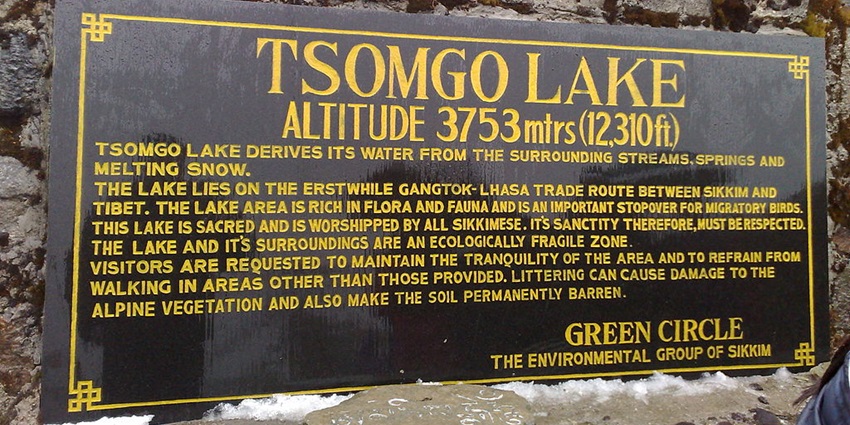 TSOMGO LAKE
ALTITUDE 3753mtrs (12,310ft.)
TSOMGO LAKE DERIVES ITS WATER FROM THE SURROUNDING STREAMS, SPRINGS AND
MELTING SNOW.
THE LAKE LIES ON THE ERSTWHILE GANGTOK-LHASA TRADE ROUTE BETWEEN SIKKIM AND
TIBET. THE LAKE AREA IS RICH IN FLORA AND FAUNA AND IS AN IMPORTANT STOPOVER FOR MIGRATORY BIRDS.
THIS LAKE IS SACRED AND IS WORSHIPPED BY ALL SIKKIMESE. IT'S SANCTITY THEREFORE, MUST BE RESPECTED.
THE LAKE AND IT'S SURROUNDINGS ARE AN ECOLOGICALLY FRAGILE ZONE.
VISITORS ARE REQUESTED TO MAINTAIN THE TRANQUILITY OF THE AREA AND TO REFRAIN FROM
WALKING IN AREAS OTHER THAN THOSE PROVIDED. LITTERING CAN CAUSE DAMAGE TO THE
ALPINE VEGETATION AND ALSO MAKE THE SOIL PERMANENTLY BARREN.
GREEN CIRCLE
THE ENVIRONMENTAL GROUP OF SIKKIM